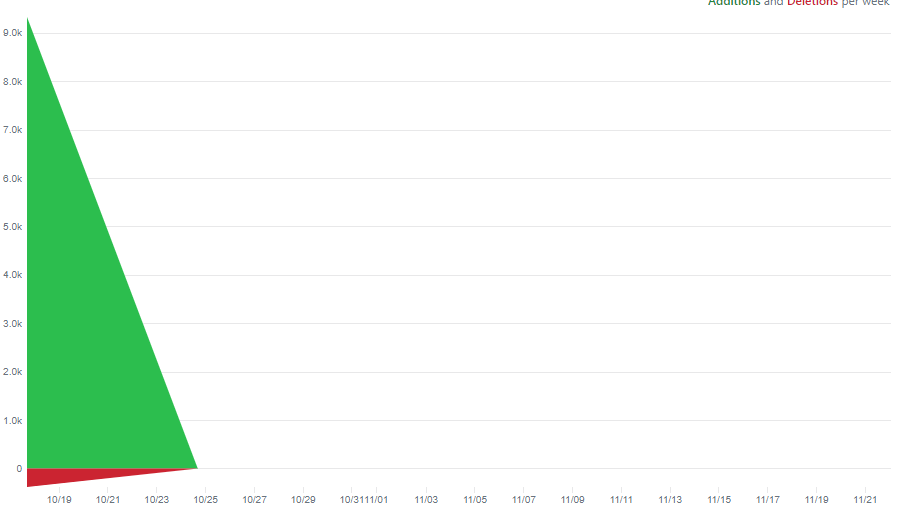 Additions and Deletions per week
9.0k
8.0k
7.0k
6.0k
5.0k
4.0k
3.0k
2.0k
1.0k
0
10/19 10/21 10/23 10/25 10/27 10/29 10/31 11/01 11/03 11/05 11/07 11/09 11/11 11/13 11/15 11/17 11/19 11/21